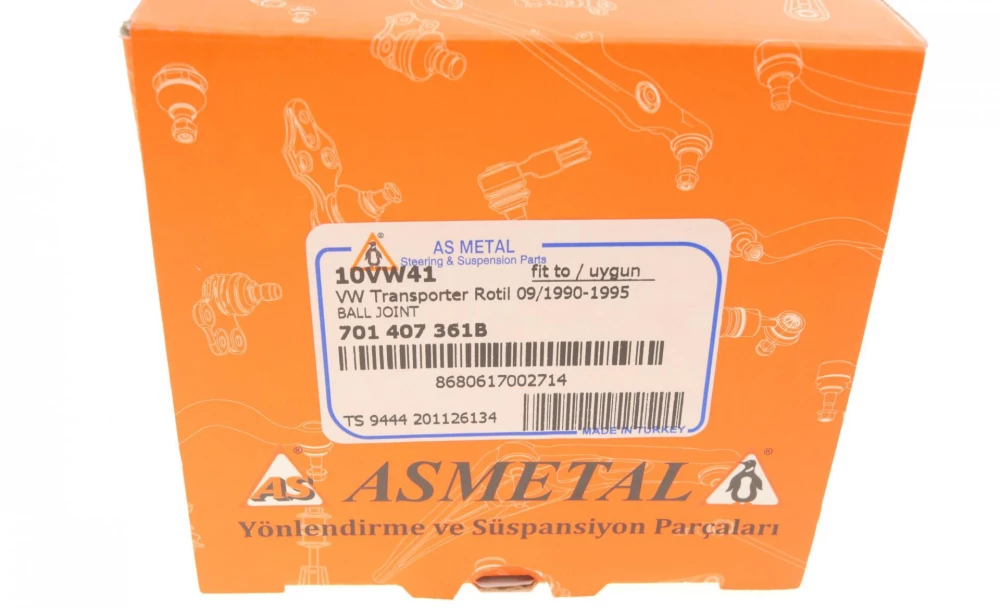 AS METAL
Steering & Suspension Parts
10VW41 fit to / uygun
VW Transporter Rotil 09/1990-1995
BALL JOINT
701 407 361B
8680617002714
TS 9444 201126134
MADE IN TURKEY
AS ® ASMETAL ®
Yönlendirme ve Süspansiyon Parçaları